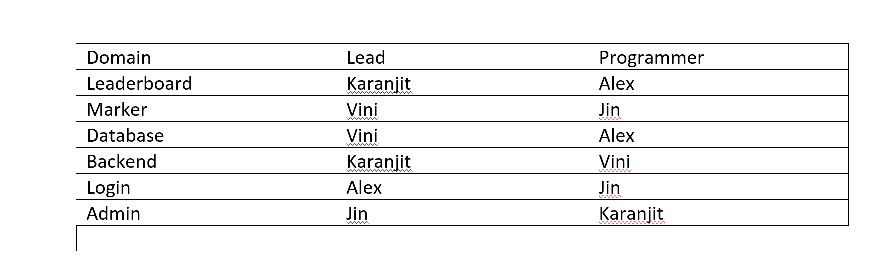 Domain Lead Programmer
Leaderboard Karanjit Alex
Marker Vini Jin
Database Vini Alex
Backend Karanjit Vini
Login Alex Jin
Admin Jin Karanjit